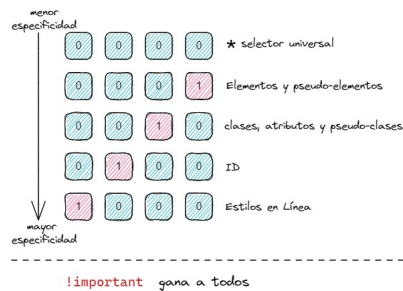 menor
especificidad
0 0 0 0 * selector universal
0 0 0 1 Elementos y pseudo-elementos
0 0 1 0 clases, atributos y pseudo-clases
0 1 0 0 ID
1 0 0 0 Estilos en Línea
mayor
especificidad
!important gana a todos